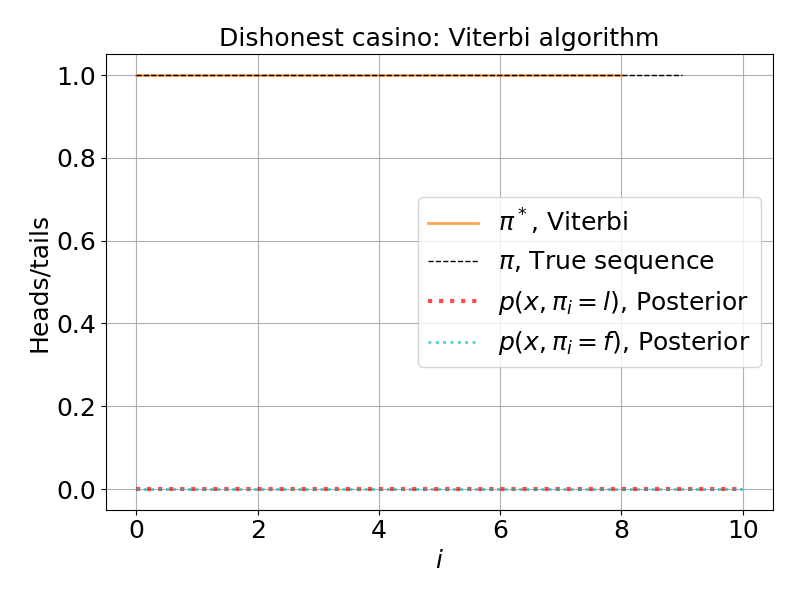 Dishonest casino: Viterbi algorithm
1.0
0.8
0.6
0.4
0.2
0.0
Heads/tails
π*, Viterbi
π, True sequence
p(x, πᵢ = l), Posterior
p(x, πᵢ = f), Posterior
0 2 4 6 8 10
i